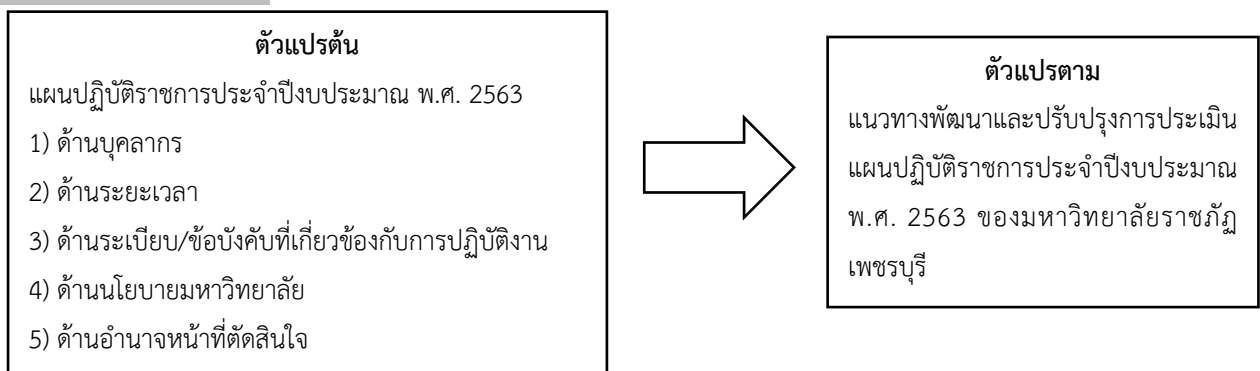 ตัวแปรต้น
แผนปฏิบัติราชการประจำปีงบประมาณ พ.ศ. 2563
1) ด้านบุคลากร
2) ด้านระยะเวลา
3) ด้านระเบียบ/ข้อบังคับที่เกี่ยวข้องกับการปฏิบัติงาน
4) ด้านนโยบายมหาวิทยาลัย
5) ด้านอำนาจหน้าที่ตัดสินใจ
ตัวแปรตาม
แนวทางพัฒนาและปรับปรุงการประเมิน
แผนปฏิบัติราชการประจำปีงบประมาณ
พ.ศ. 2563 ของมหาวิทยาลัยราชภัฏ
เพชรบุรี